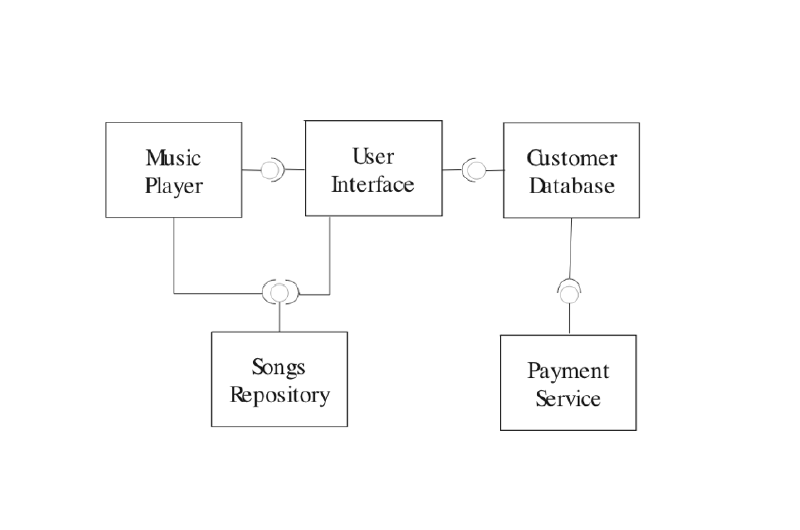 Music
Player
User
Interface
Customer
Database
Songs
Repository
Payment
Service